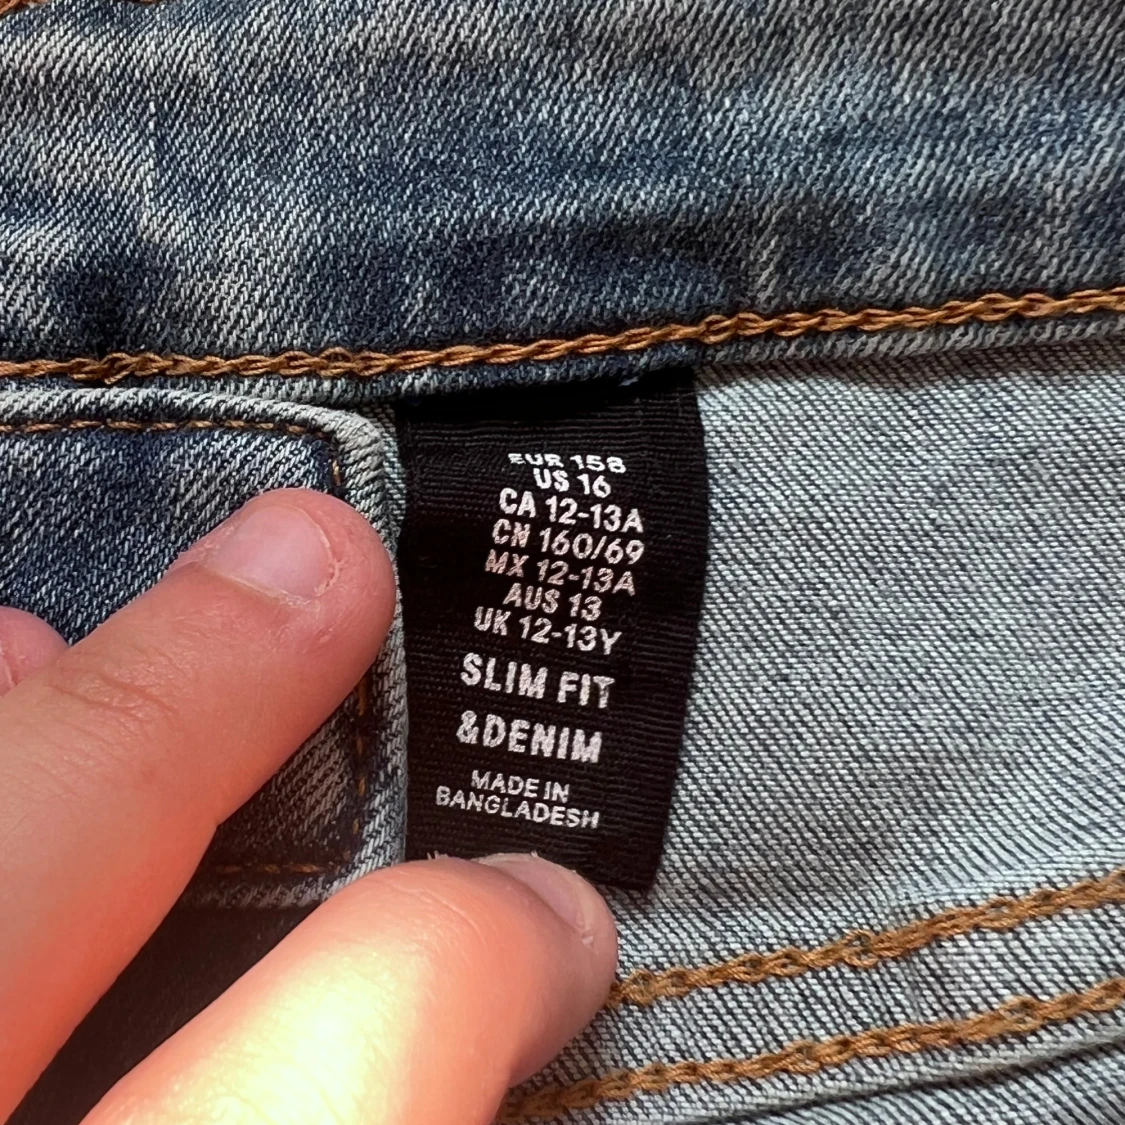 EUR 158
US 16
CA 12-13A
CN 160/69
MX 12-13A
AUS 13
UK 12-13Y
SLIM FIT
&DENIM
MADE IN
BANGLADESH